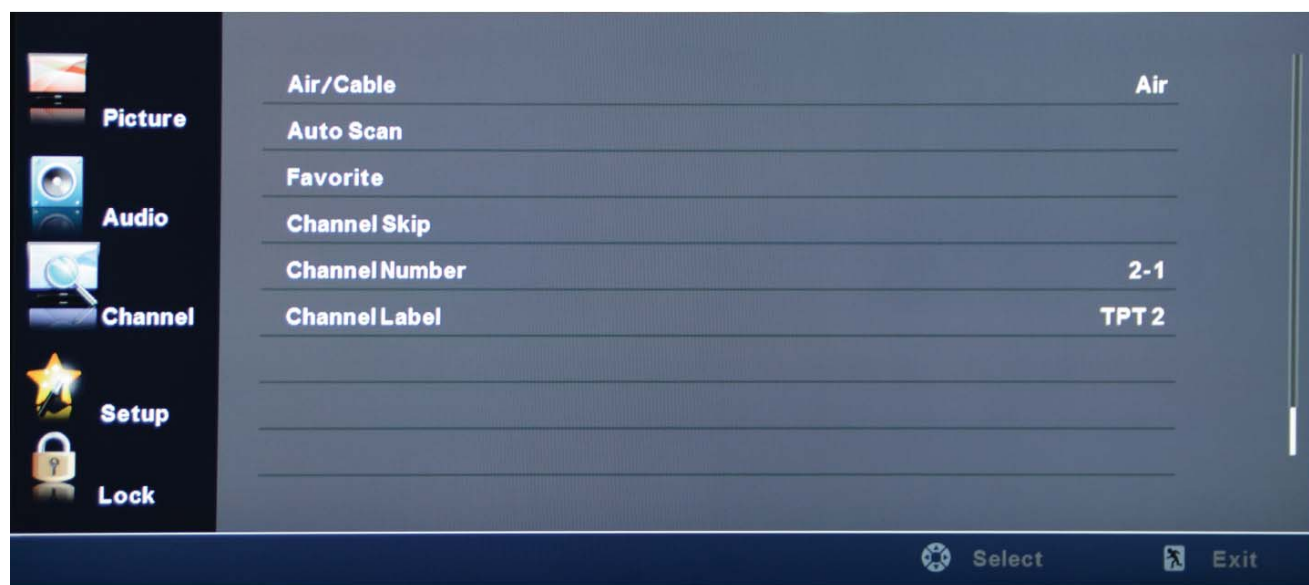 Picture
Audio
Channel
Setup
Lock
Air/Cable Air
Auto Scan
Favorite
Channel Skip
Channel Number 2-1
Channel Label TPT 2
Select Exit